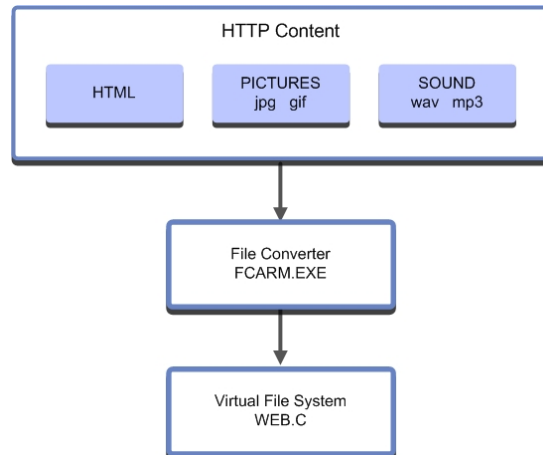 HTTP Content
HTML
PICTURES
jpg gif
SOUND
wav mp3
File Converter
FCARM.EXE
Virtual File System
WEB.C